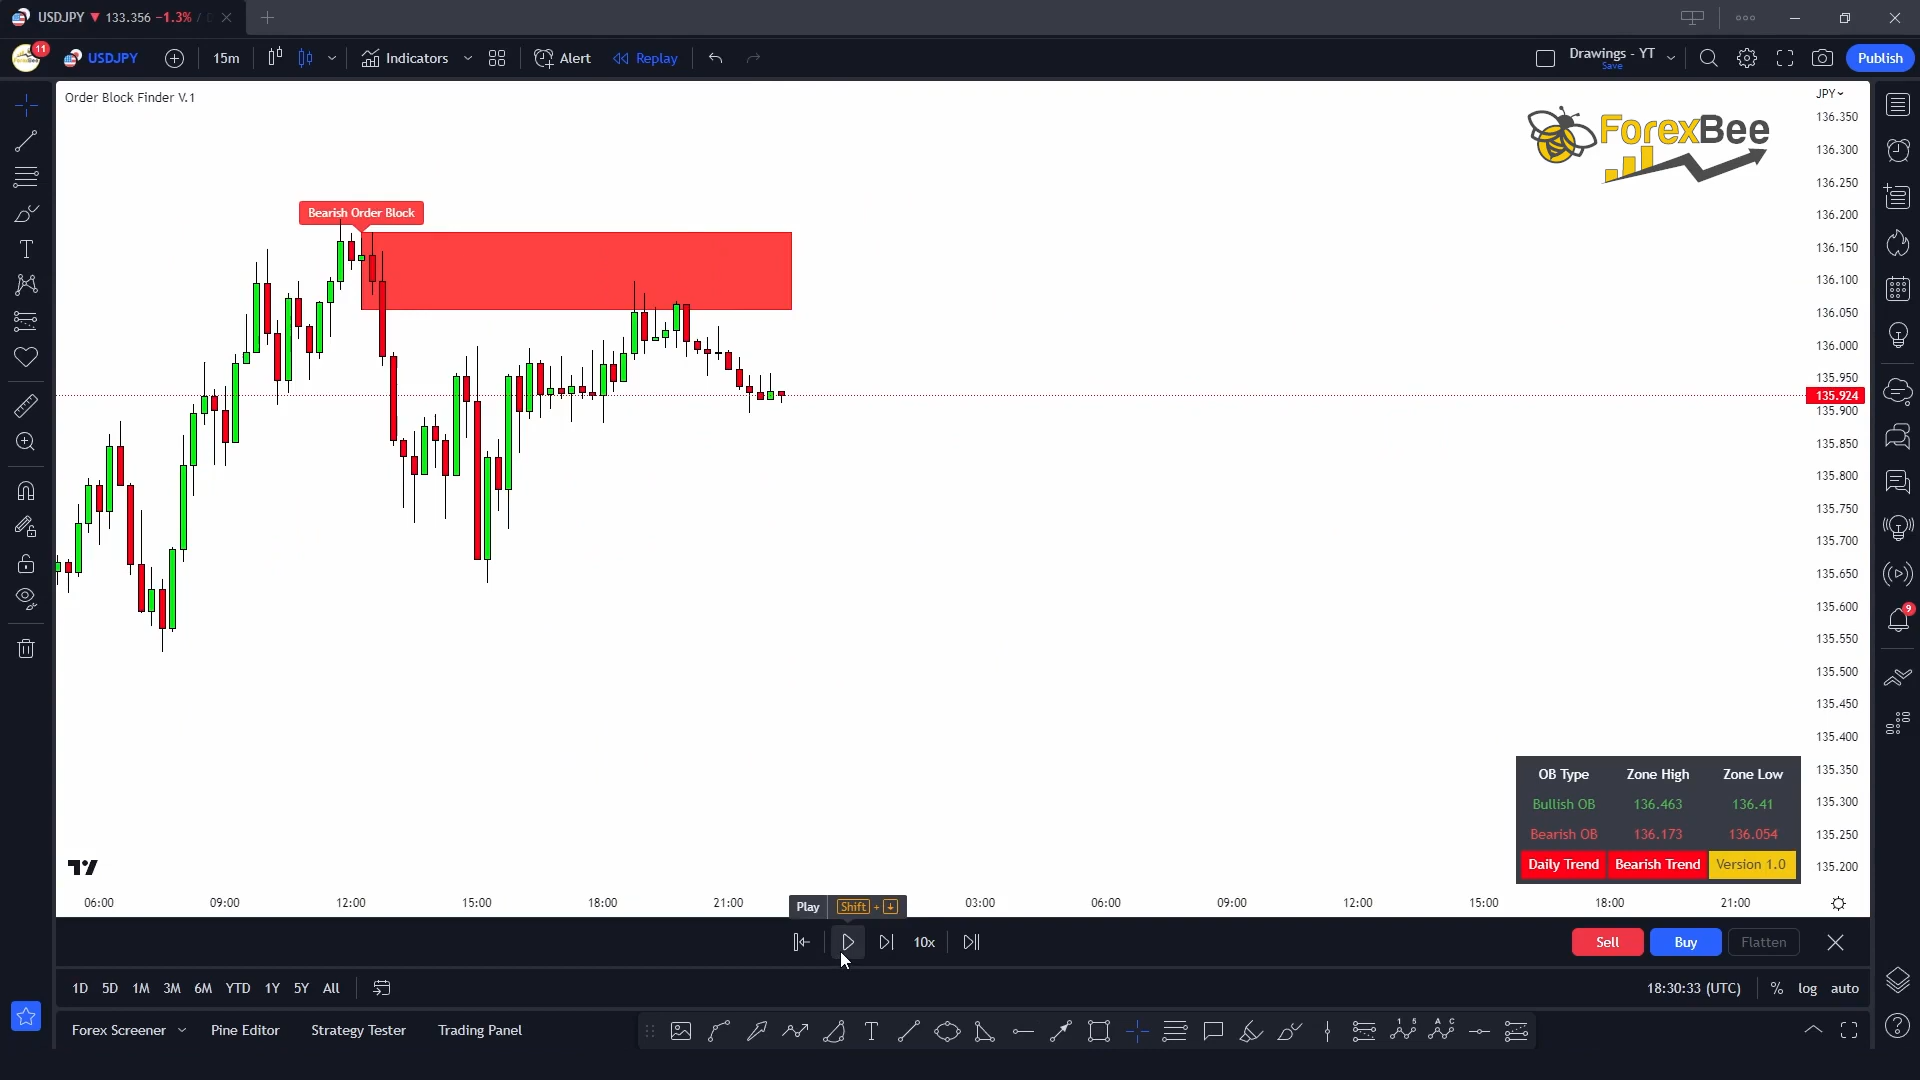 USDJPY ▼ 133.356 −1.3% /
11
USDJPY 15m Indicators Alert Replay Drawings - YT Save Publish
Order Block Finder V.1
ForexBee
JPY
136.350
136.300
136.250
136.200
136.150
136.100
136.050
136.000
135.950
135.924
135.900
135.850
135.800
135.750
135.700
135.650
135.600
135.550
135.500
135.450
135.400
135.350
135.300
135.250
135.200
Bearish Order Block
9
OB Type Zone High Zone Low
Bullish OB 136.463 136.41
Bearish OB 136.173 136.054
Daily Trend Bearish Trend Version 1.0
06:00 09:00 12:00 15:00 18:00 21:00 03:00 06:00 09:00 12:00 15:00 18:00 21:00
Play Shift + ↓
10x Sell Buy Flatten
1D 5D 1M 3M 6M YTD 1Y 5Y All 18:30:33 (UTC) % log auto
Forex Screener Pine Editor Strategy Tester Trading Panel